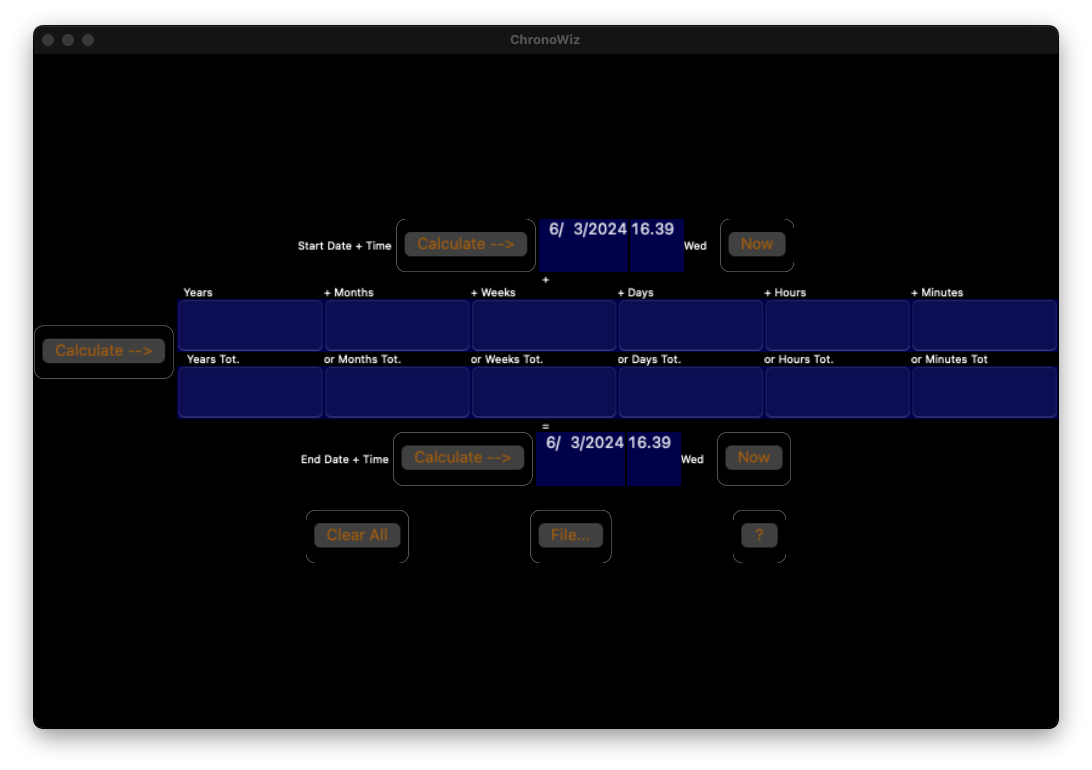 ChronoWiz
Start Date + Time Calculate --> 6/ 3/2024 16.39 Wed Now
+
Years + Months + Weeks + Days + Hours + Minutes
Calculate -->
Years Tot. or Months Tot. or Weeks Tot. or Days Tot. or Hours Tot. or Minutes Tot
=
End Date + Time Calculate --> 6/ 3/2024 16.39 Wed Now
Clear All File... ?